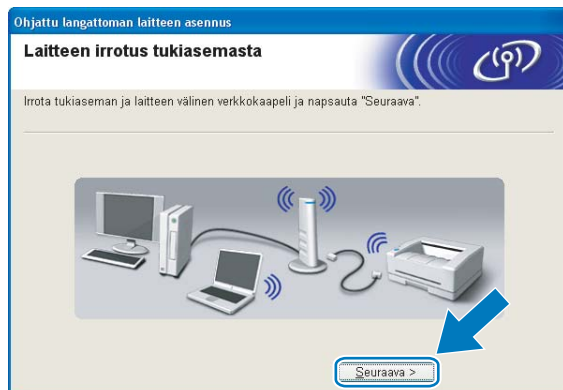 Ohjattu langattoman laitteen asennus
Laitteen irrotus tukiasemasta
Irrota tukiaseman ja laitteen välinen verkkokaapeli ja napsauta "Seuraava".
Seuraava >